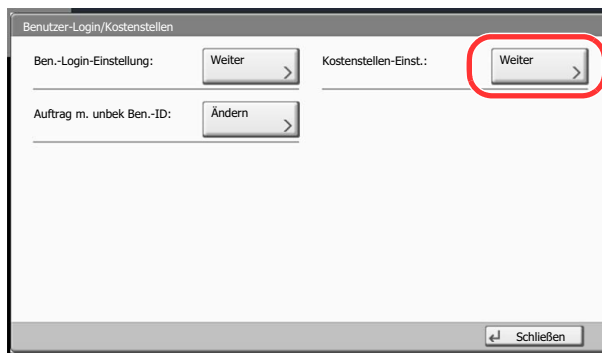 Benutzer-Login/Kostenstellen
Ben.-Login-Einstellung: Weiter Kostenstellen-Einst.: Weiter
Auftrag m. unbek Ben.-ID: Ändern
Schließen